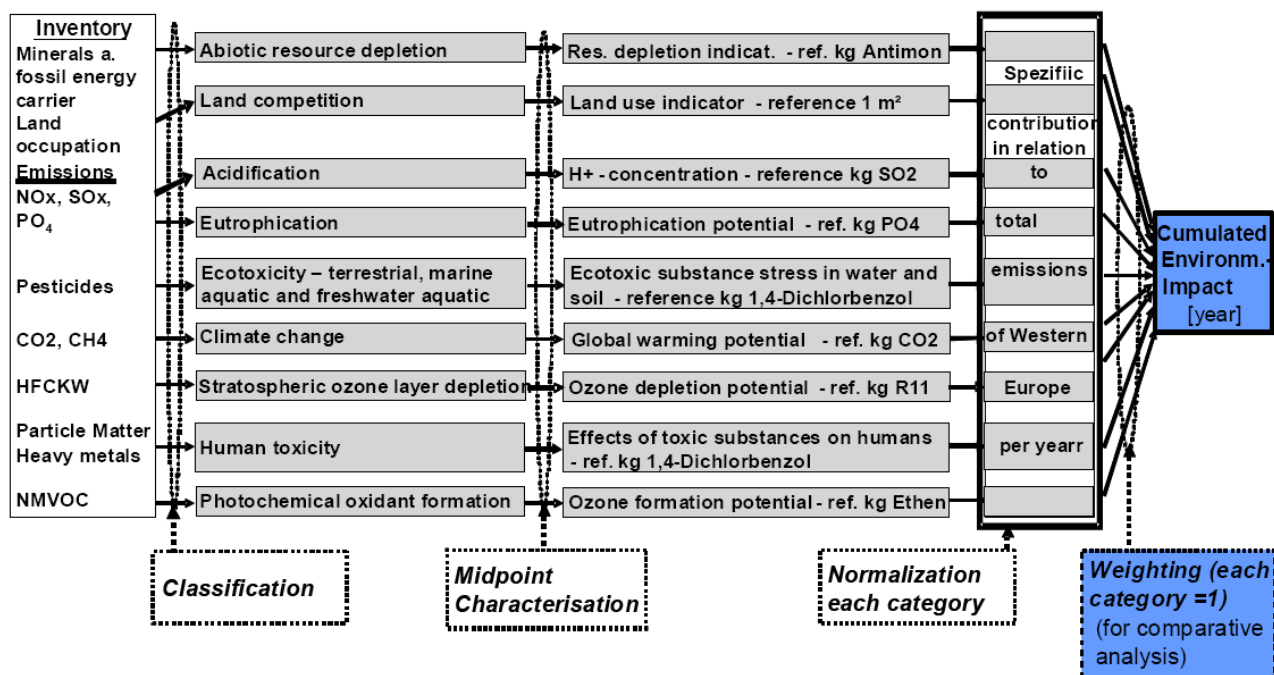 Inventory
Minerals a.
fossil energy
carrier
Land
occupation
Emissions
NOx, SOx,
PO4
Pesticides
CO2, CH4
HFCKW
Particle Matter
Heavy metals
NMVOC
Abiotic resource depletion
Land competition
Acidification
Eutrophication
Ecotoxicity – terrestrial, marine
aquatic and freshwater aquatic
Climate change
Stratospheric ozone layer depletion
Human toxicity
Photochemical oxidant formation
Res. depletion indicat. - ref. kg Antimon
Land use indicator - reference 1 m²
H+ - concentration - reference kg SO2
Eutrophication potential - ref. kg PO4
Ecotoxic substance stress in water and
soil - reference kg 1,4-Dichlorbenzol
Global warming potential - ref. kg CO2
Ozone depletion potential - ref. kg R11
Effects of toxic substances on humans
- ref. kg 1,4-Dichlorbenzol
Ozone formation potential - ref. kg Ethen
Spezifiic
contribution
in relation
to
total
emissions
of Western
Europe
per yearr
Cumulated
Environm.-
Impact
[year]
Classification
Midpoint
Characterisation
Normalization
each category
Weighting (each
category =1)
(for comparative
analysis)